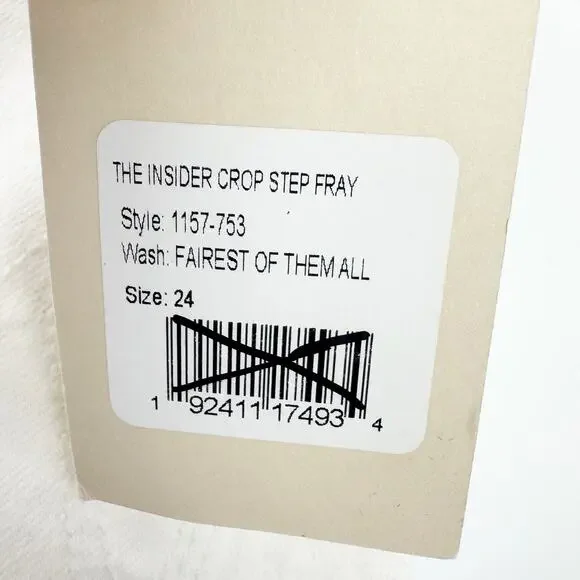 THE INSIDER CROP STEP FRAY
Style: 1157-753
Wash: FAIREST OF THEM ALL
Size: 24
1 92411 17493 4